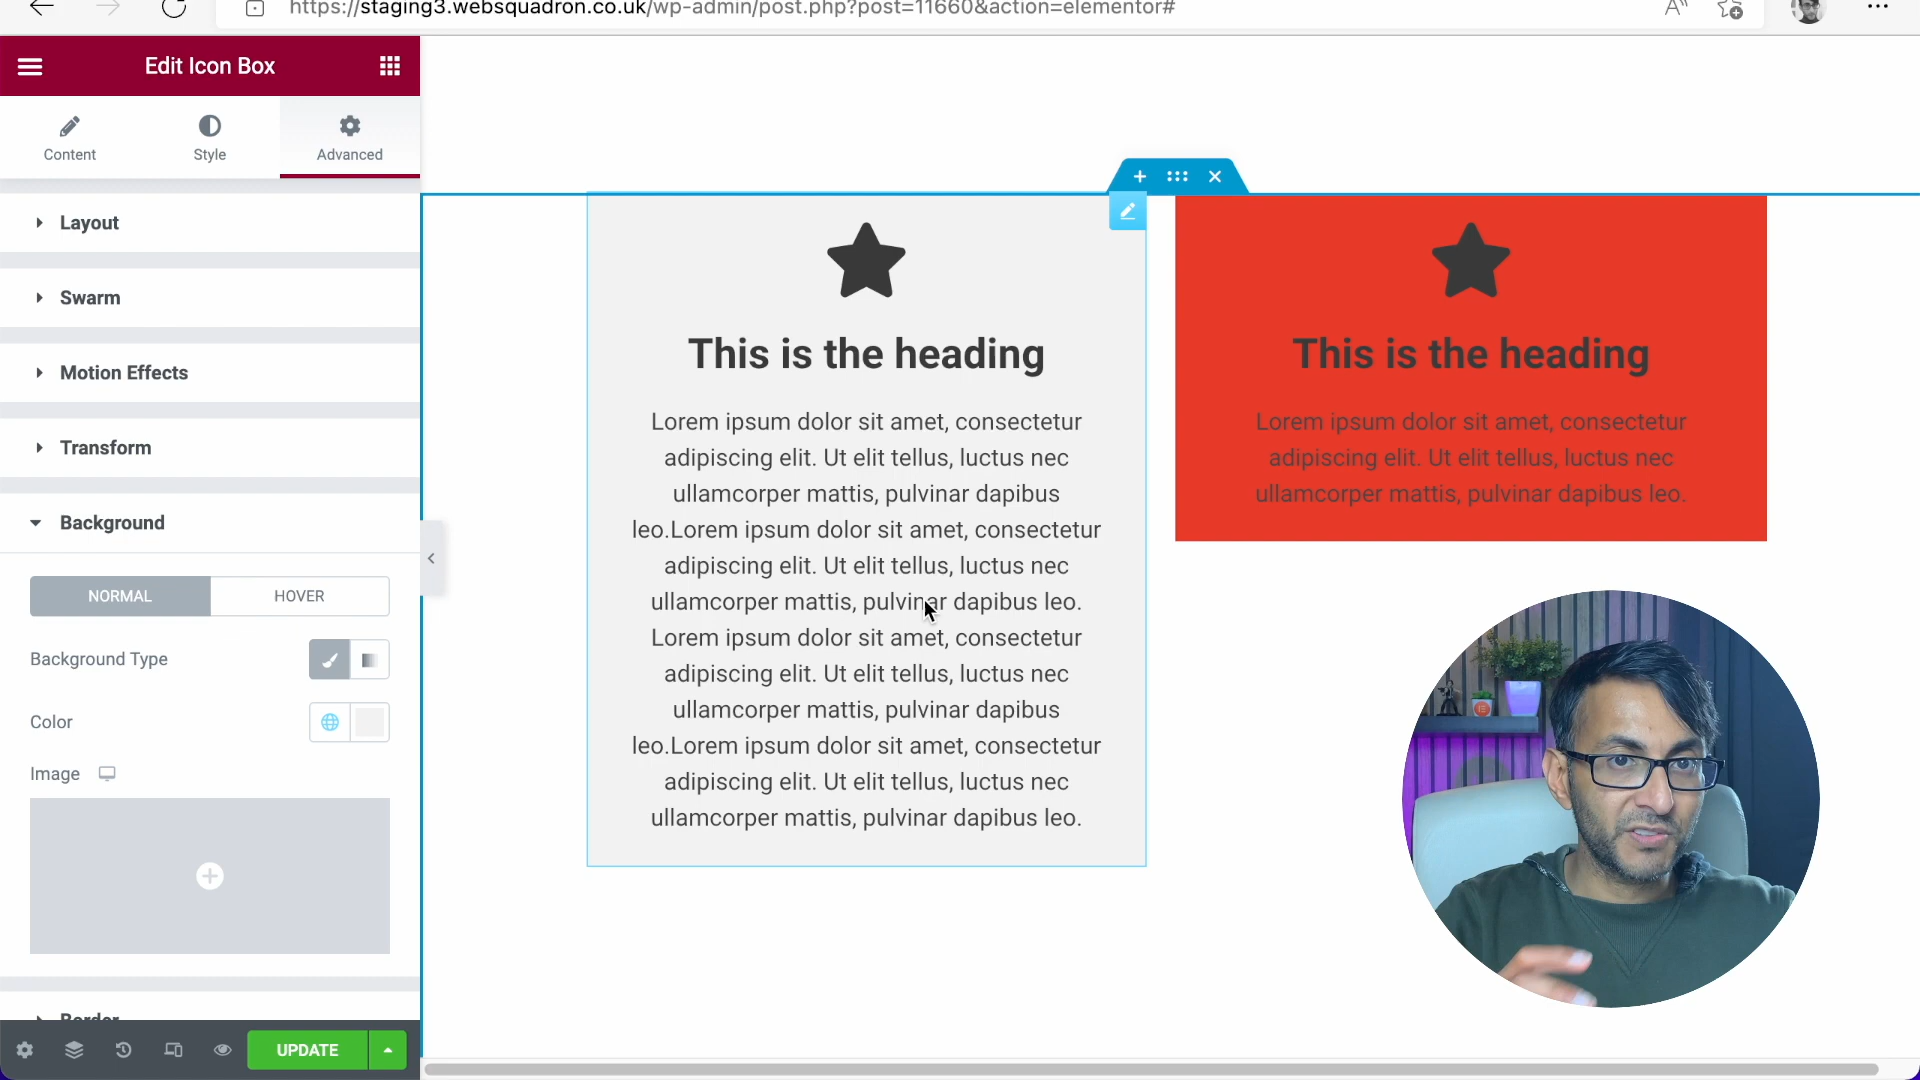 https://staging3.websquadron.co.uk/wp-admin/post.php?post=11660&action=elementor#
Edit Icon Box
Content
Style
Advanced
Layout
Swarm
Motion Effects
Transform
Background
NORMAL
HOVER
Background Type
Color
Image
Border
UPDATE
This is the heading
Lorem ipsum dolor sit amet, consectetur
adipiscing elit. Ut elit tellus, luctus nec
ullamcorper mattis, pulvinar dapibus
leo.Lorem ipsum dolor sit amet, consectetur
adipiscing elit. Ut elit tellus, luctus nec
ullamcorper mattis, pulvinar dapibus leo.
Lorem ipsum dolor sit amet, consectetur
adipiscing elit. Ut elit tellus, luctus nec
ullamcorper mattis, pulvinar dapibus
leo.Lorem ipsum dolor sit amet, consectetur
adipiscing elit. Ut elit tellus, luctus nec
ullamcorper mattis, pulvinar dapibus leo.
This is the heading
Lorem ipsum dolor sit amet, consectetur
adipiscing elit. Ut elit tellus, luctus nec
ullamcorper mattis, pulvinar dapibus leo.